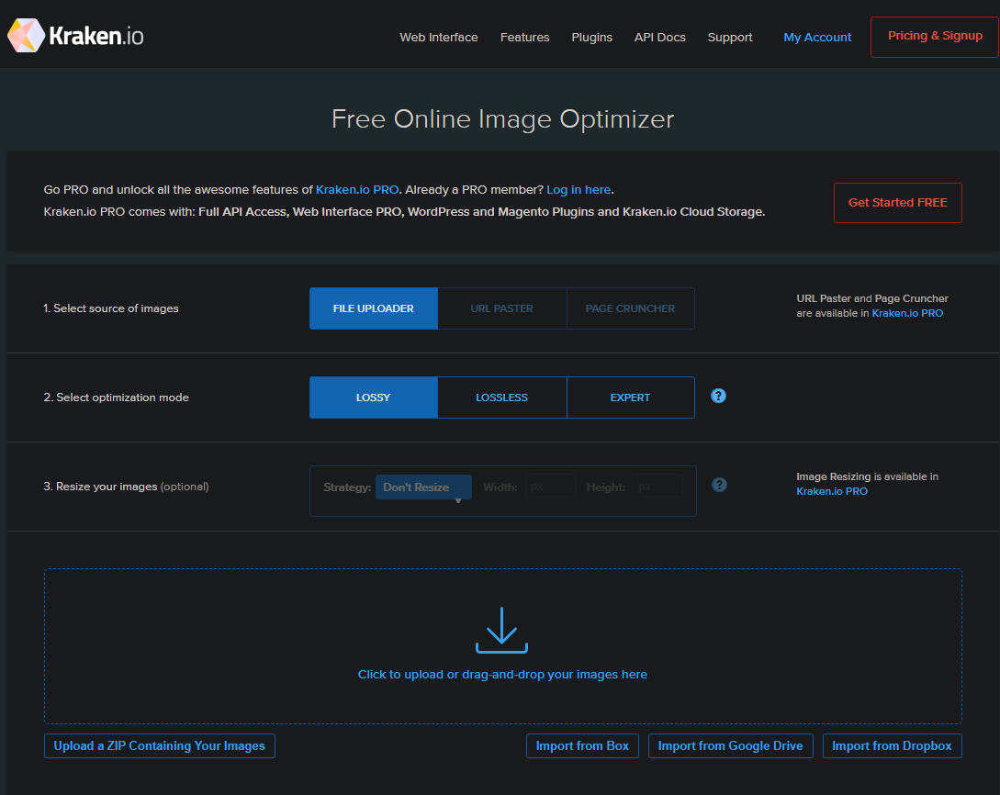 Kraken.io
Web Interface Features Plugins API Docs Support My Account Pricing & Signup
Free Online Image Optimizer
Go PRO and unlock all the awesome features of Kraken.io PRO. Already a PRO member? Log in here.
Kraken.io PRO comes with: Full API Access, Web Interface PRO, WordPress and Magento Plugins and Kraken.io Cloud Storage.
Get Started FREE
1. Select source of images
FILE UPLOADER URL PASTER PAGE CRUNCHER
URL Paster and Page Cruncher
are available in Kraken.io PRO
2. Select optimization mode
LOSSY LOSSLESS EXPERT ?
3. Resize your images (optional)
Strategy: Don't Resize Width: px Height: px ?
Image Resizing is available in
Kraken.io PRO
Click to upload or drag-and-drop your images here
Upload a ZIP Containing Your Images Import from Box Import from Google Drive Import from Dropbox